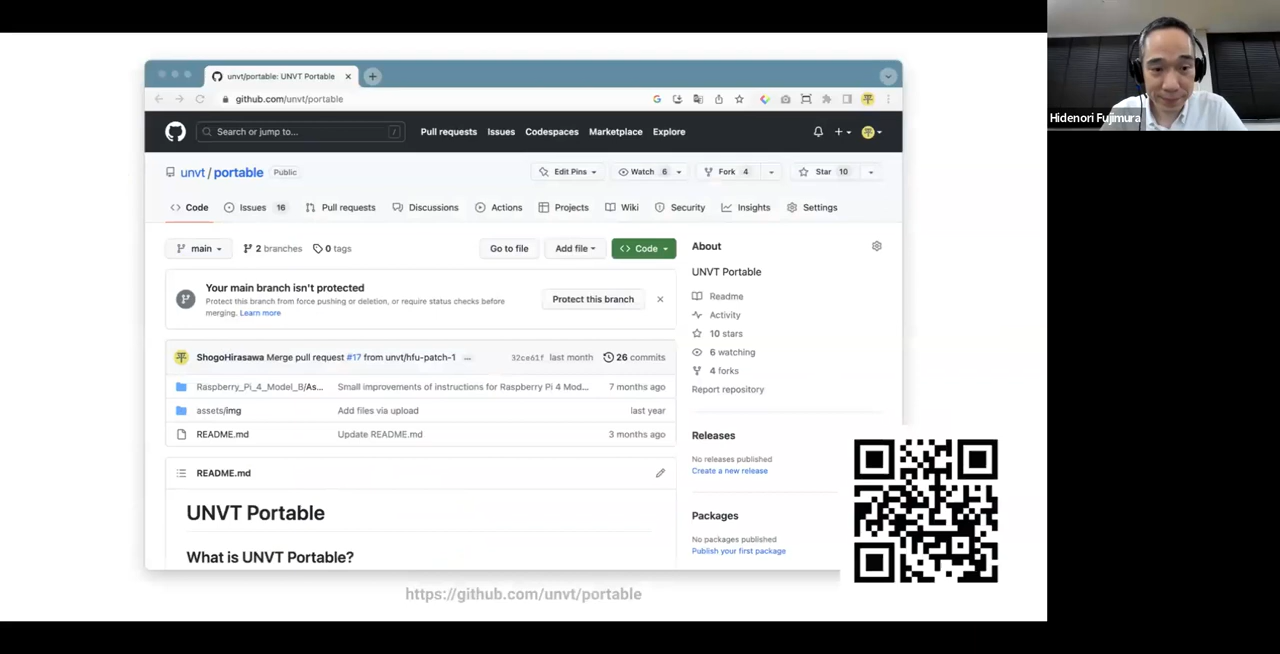 unvt/portable: UNVT Portable
github.com/unvt/portable
Search or jump to... /
Pull requests Issues Codespaces Marketplace Explore
unvt / portable Public
Edit Pins Watch 6 Fork 4 Star 10
Code Issues 16 Pull requests Discussions Actions Projects Wiki Security Insights Settings
main 2 branches 0 tags Go to file Add file Code
Your main branch isn't protected
Protect this branch from force pushing or deletion, or require status checks before
merging. Learn more
Protect this branch
ShogoHirasawa Merge pull request #17 from unvt/hfu-patch-1 ... 32ce61f last month 26 commits
Raspberry_Pi_4_Model_B/As... Small improvements of instructions for Raspberry Pi 4 Mod... 7 months ago
assets/img Add files via upload last year
README.md Update README.md 3 months ago
README.md
UNVT Portable
What is UNVT Portable?
About
UNVT Portable
Readme
Activity
10 stars
6 watching
4 forks
Report repository
Releases
No releases published
Create a new release
Packages
No packages published
Publish your first package
https://github.com/unvt/portable
Hidenori Fujimura